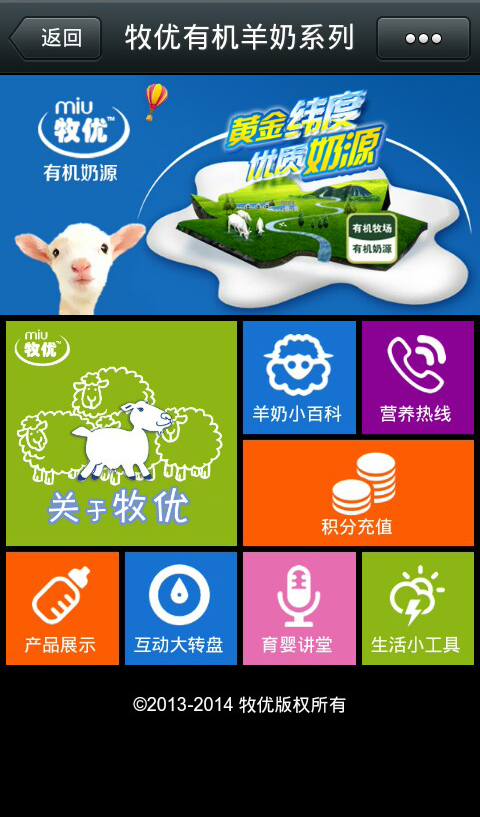 返回
牧优有机羊奶系列
miu
牧优™
有机奶源
黄金纬度
优质奶源
有机牧场
有机奶源
miu
牧优™
关于牧优
羊奶小百科
营养热线
积分充值
产品展示
互动大转盘
育婴讲堂
生活小工具
©2013-2014 牧优版权所有